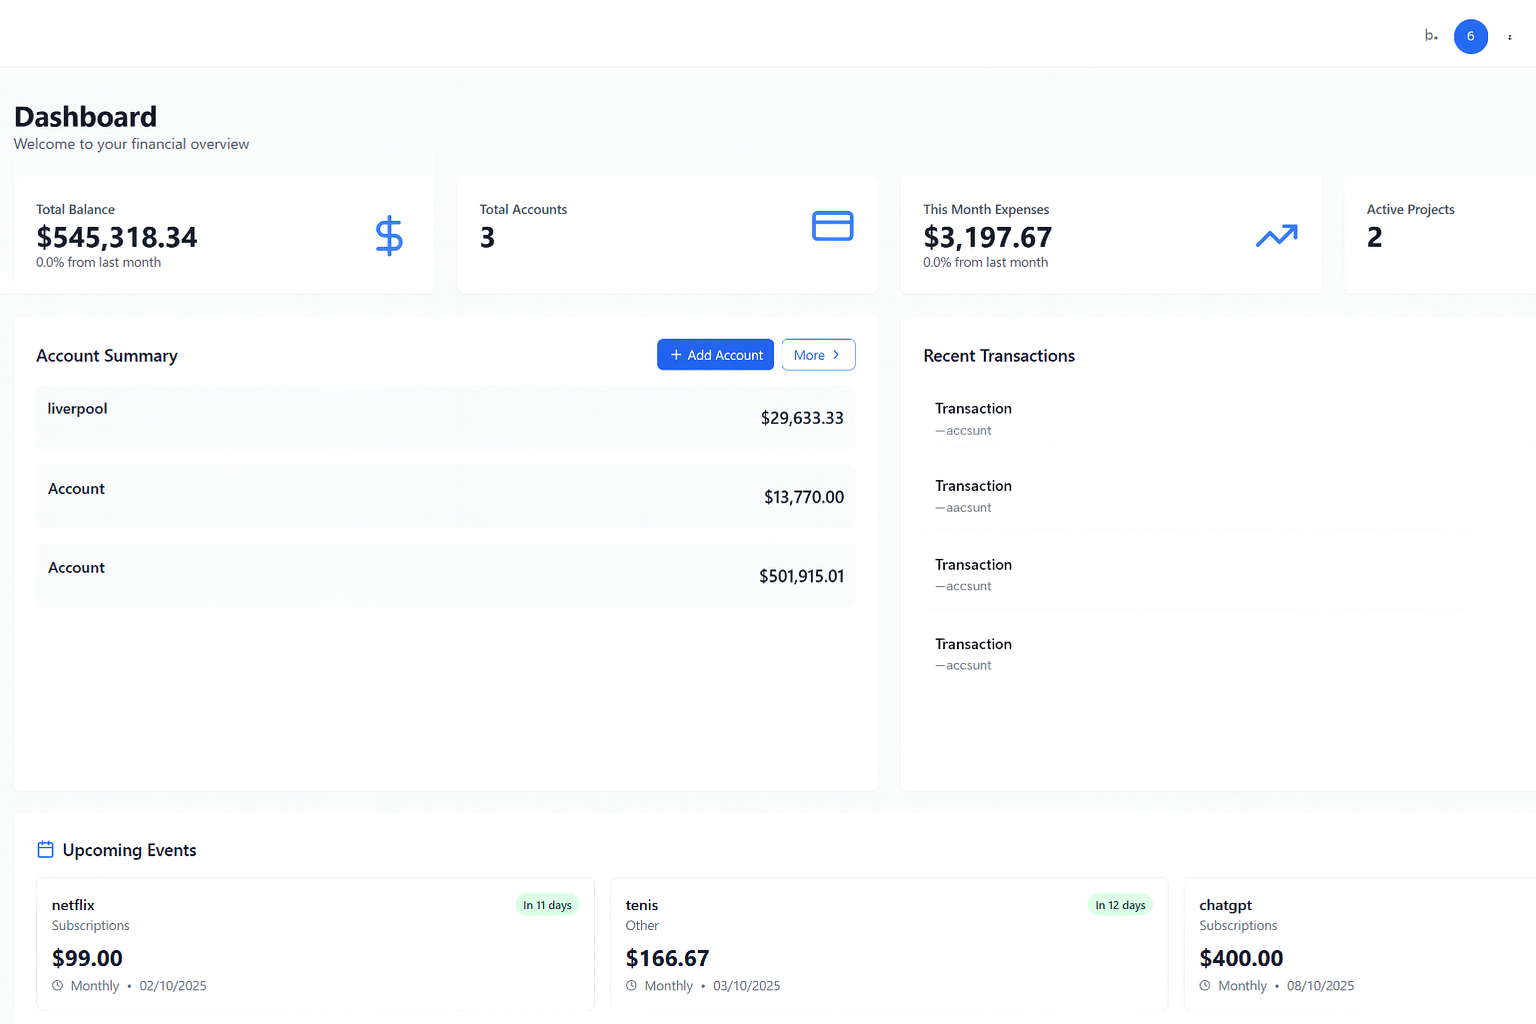 6
Dashboard
Welcome to your financial overview
Total Balance
$545,318.34
0.0% from last month
Total Accounts
3
This Month Expenses
$3,197.67
0.0% from last month
Active Projects
2
Account Summary
+ Add Account
More >
liverpool
$29,633.33
Account
$13,770.00
Account
$501,915.01
Recent Transactions
Transaction
—accsunt
Transaction
—aacsunt
Transaction
—accsunt
Transaction
—accsunt
Upcoming Events
netflix
In 11 days
Subscriptions
$99.00
Monthly • 02/10/2025
tenis
In 12 days
Other
$166.67
Monthly • 03/10/2025
chatgpt
Subscriptions
$400.00
Monthly • 08/10/2025